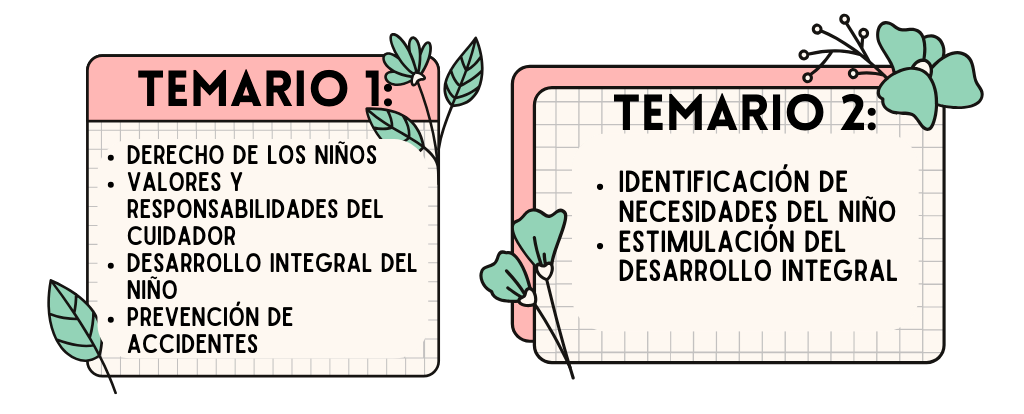 TEMARIO 1:
• DERECHO DE LOS NIÑOS
• VALORES Y
RESPONSABILIDADES DEL
CUIDADOR
• DESARROLLO INTEGRAL DEL
NIÑO
• PREVENCIÓN DE
ACCIDENTES
TEMARIO 2:
• IDENTIFICACIÓN DE
NECESIDADES DEL NIÑO
• ESTIMULACIÓN DEL
DESARROLLO INTEGRAL